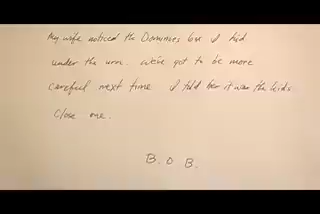 My wife noticed the Dominos box I hid
under the urn. We've got to be more
careful next time I told her it was the kids.
Close one.
B. O B.